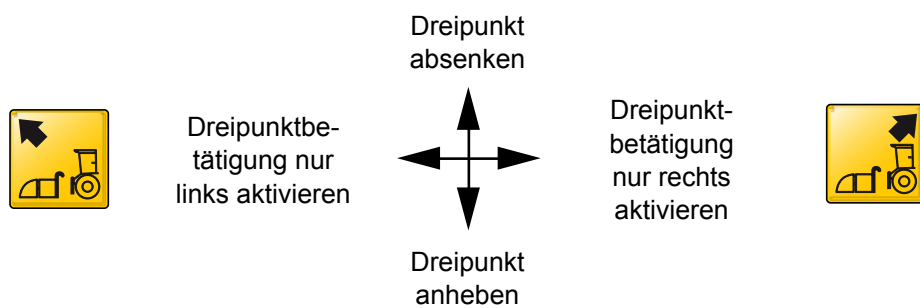 Dreipunkt
absenken
Dreipunktbe-
tätigung nur
links aktivieren
Dreipunkt-
betätigung
nur rechts
aktivieren
Dreipunkt
anheben